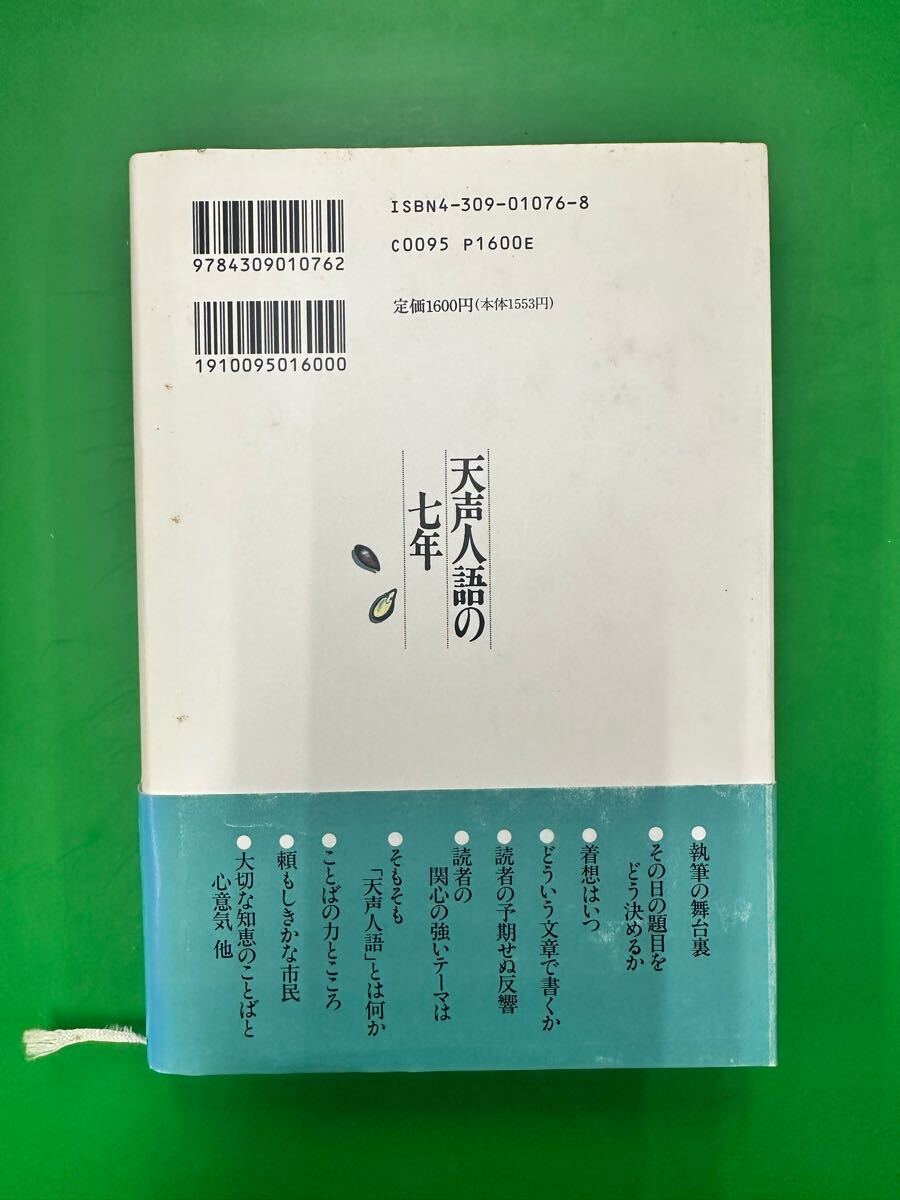 ISBN4-309-01076-8
9784309010762
C0095 P1600E
定価1600円(本体1553円)
1910095016000
天声人語の
七年
●執筆の舞台裏
●その日の題目を
どう決めるか
●着想はいつ
●どういう文章で書くか
●読者の予期せぬ反響
●読者の
関心の強いテーマは
●そもそも
「天声人語」とは何か
●ことばの力とこころ
●頼もしきかな市民
●大切な知恵のことばと
心意気 他